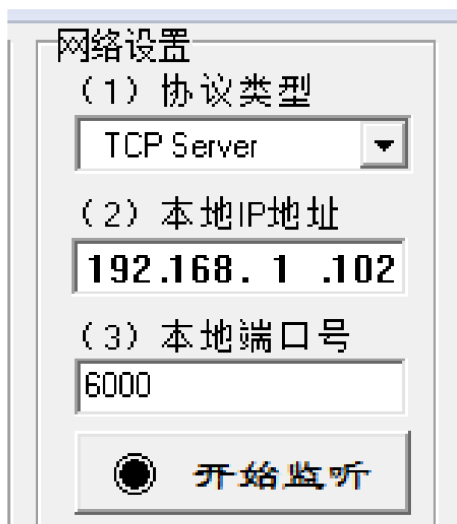 网络设置
（1）协议类型
TCP Server
（2）本地IP地址
192.168. 1 .102
（3）本地端口号
6000
开始监听